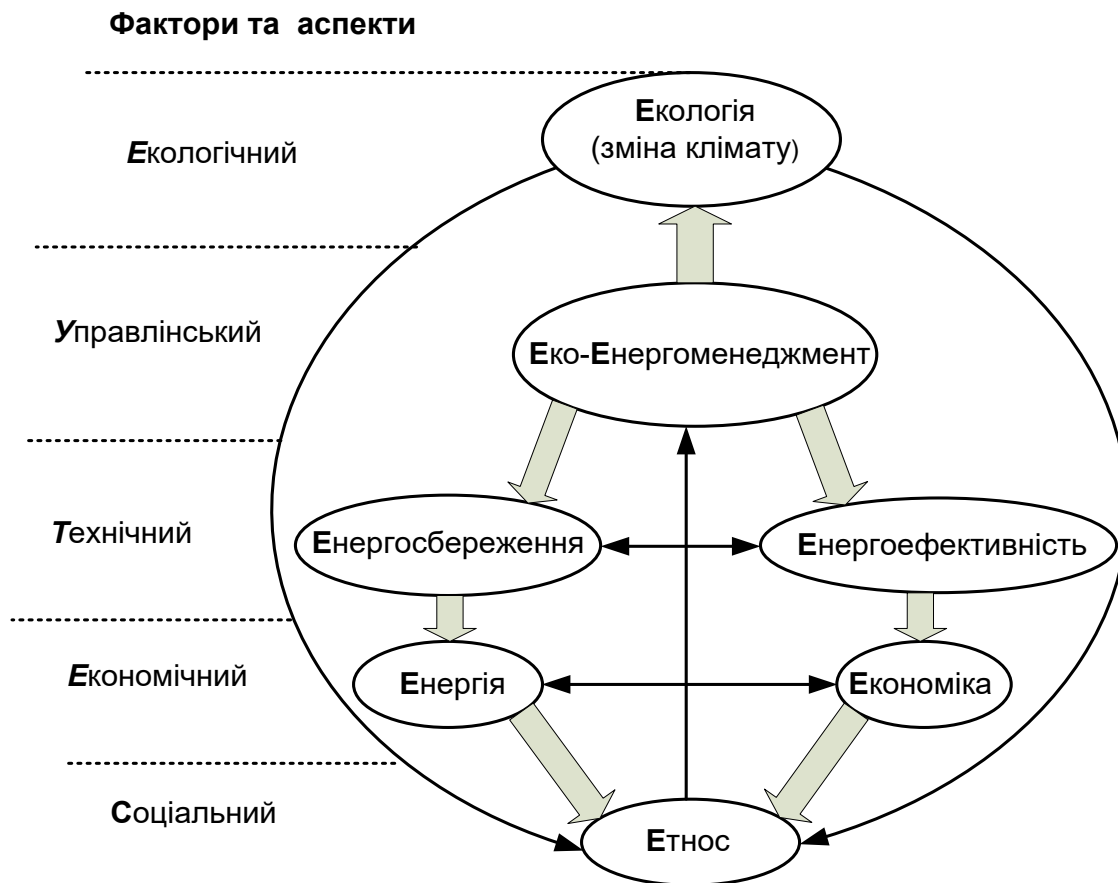 Фактори та аспекти
Екологія
(зміна клімату)
Екологічний
Управлінський
Еко-Енергоменеджмент
Технічний
Енергосбереження
Енергоефективність
Економічний
Енергія
Економіка
Соціальний
Етнос